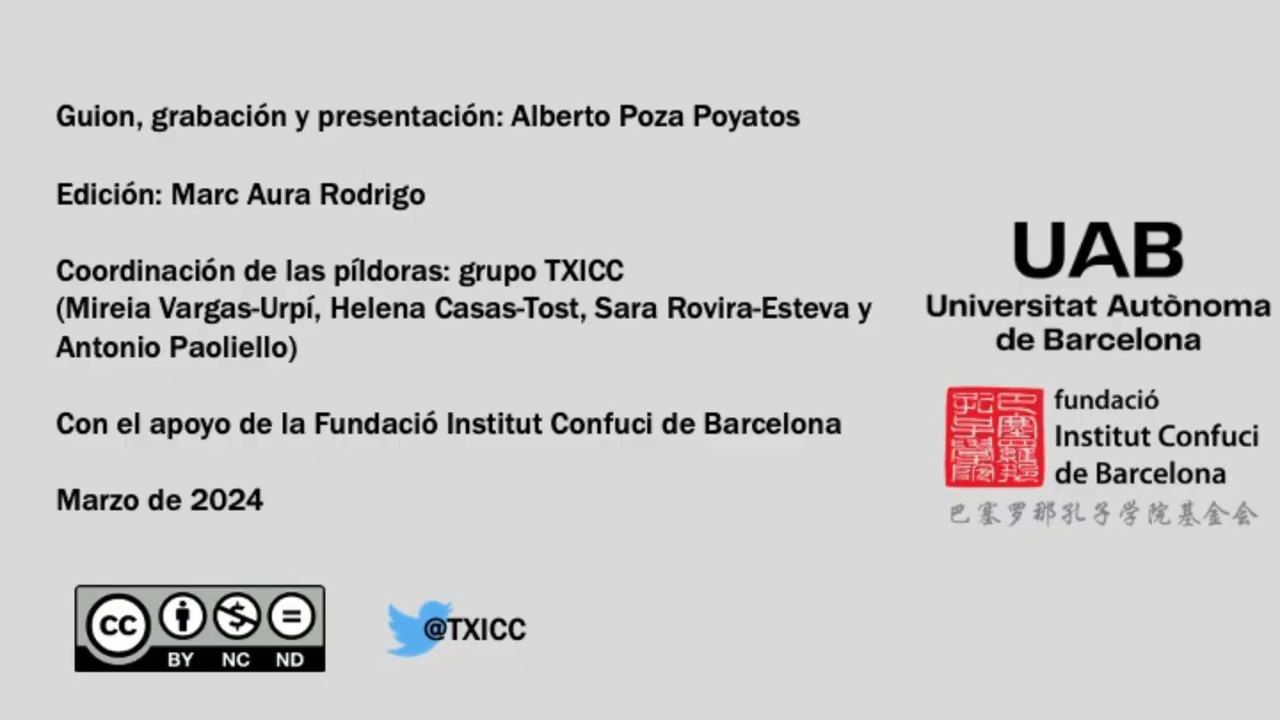 Guion, grabación y presentación: Alberto Poza Poyatos
Edición: Marc Aura Rodrigo
Coordinación de las píldoras: grupo TXICC
(Mireia Vargas-Urpí, Helena Casas-Tost, Sara Rovira-Esteva y
Antonio Paoliello)
Con el apoyo de la Fundació Institut Confuci de Barcelona
Marzo de 2024
CC
BY NC ND
@TXICC
UAB
Universitat Autònoma
de Barcelona
fundació
Institut Confuci
de Barcelona
巴塞罗那孔子学院基金会